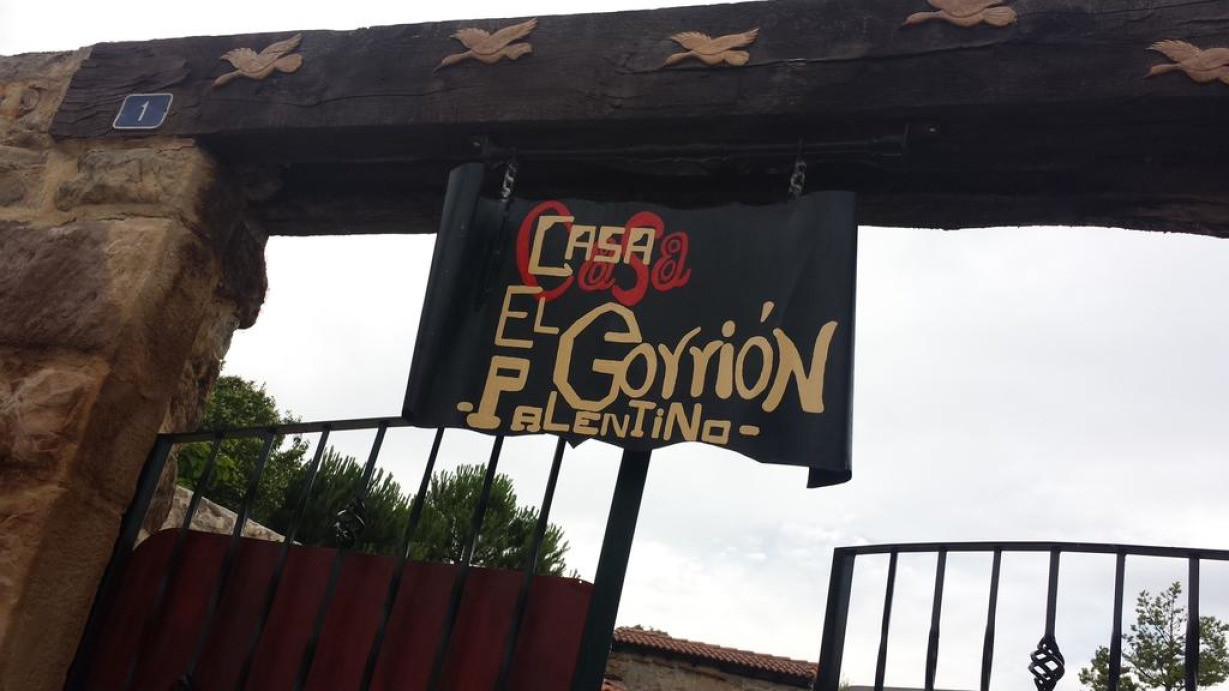 1
CASA
CaSa
EL GorriÓN
-PALENTiNo-